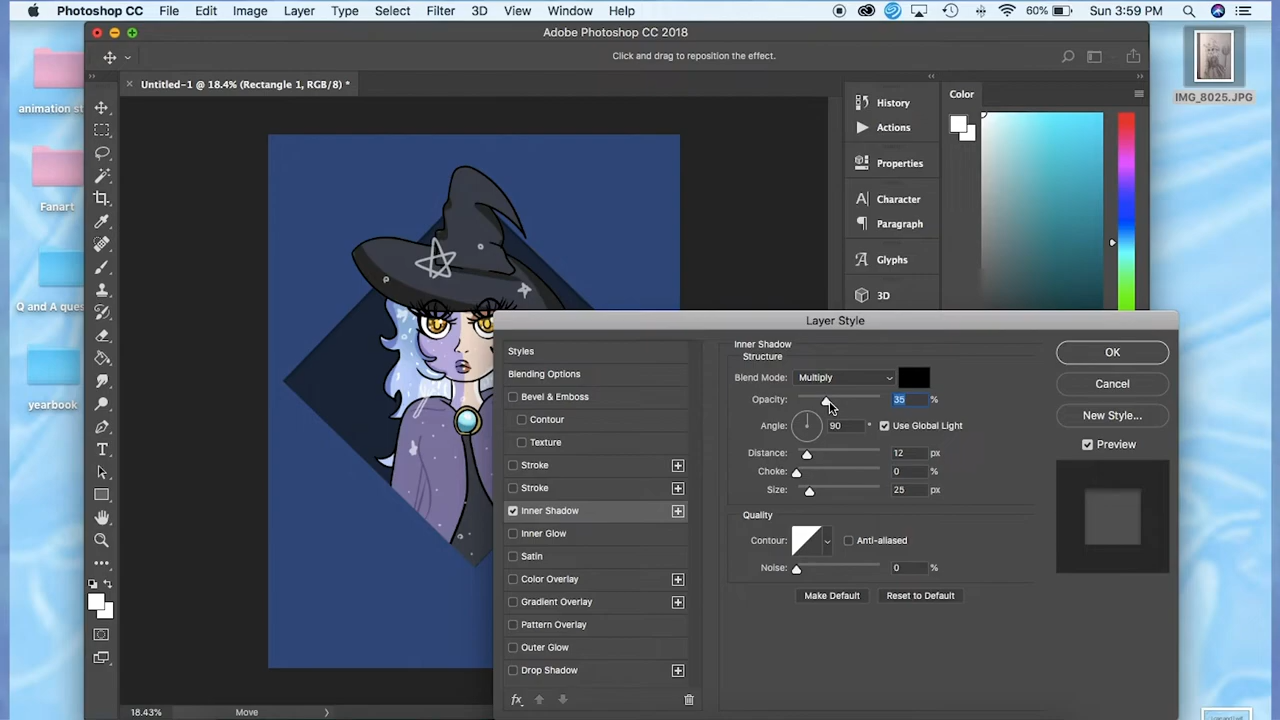 Photoshop CC File Edit Image Layer Type Select Filter 3D View Window Help 60% Sun 3:59 PM
Adobe Photoshop CC 2018
Click and drag to reposition the effect.
× Untitled-1 @ 18.4% (Rectangle 1, RGB/8) *
Color
History
Actions
Properties
Character
Paragraph
Glyphs
3D
IMG_8025.JPG
animation st
Fanart
Q and A ques
yearbook
Layer Style
Styles
Blending Options
Bevel & Emboss
Contour
Texture
Stroke
Stroke
Inner Shadow
Inner Glow
Satin
Color Overlay
Gradient Overlay
Pattern Overlay
Outer Glow
Drop Shadow
fx
Inner Shadow
Structure
Blend Mode: Multiply
Opacity: 35 %
Angle: 90 ° Use Global Light
Distance: 12 px
Choke: 0 %
Size: 25 px
Quality
Contour: Anti-aliased
Noise: 0 %
Make Default Reset to Default
OK
Cancel
New Style...
Preview
18.43% Move